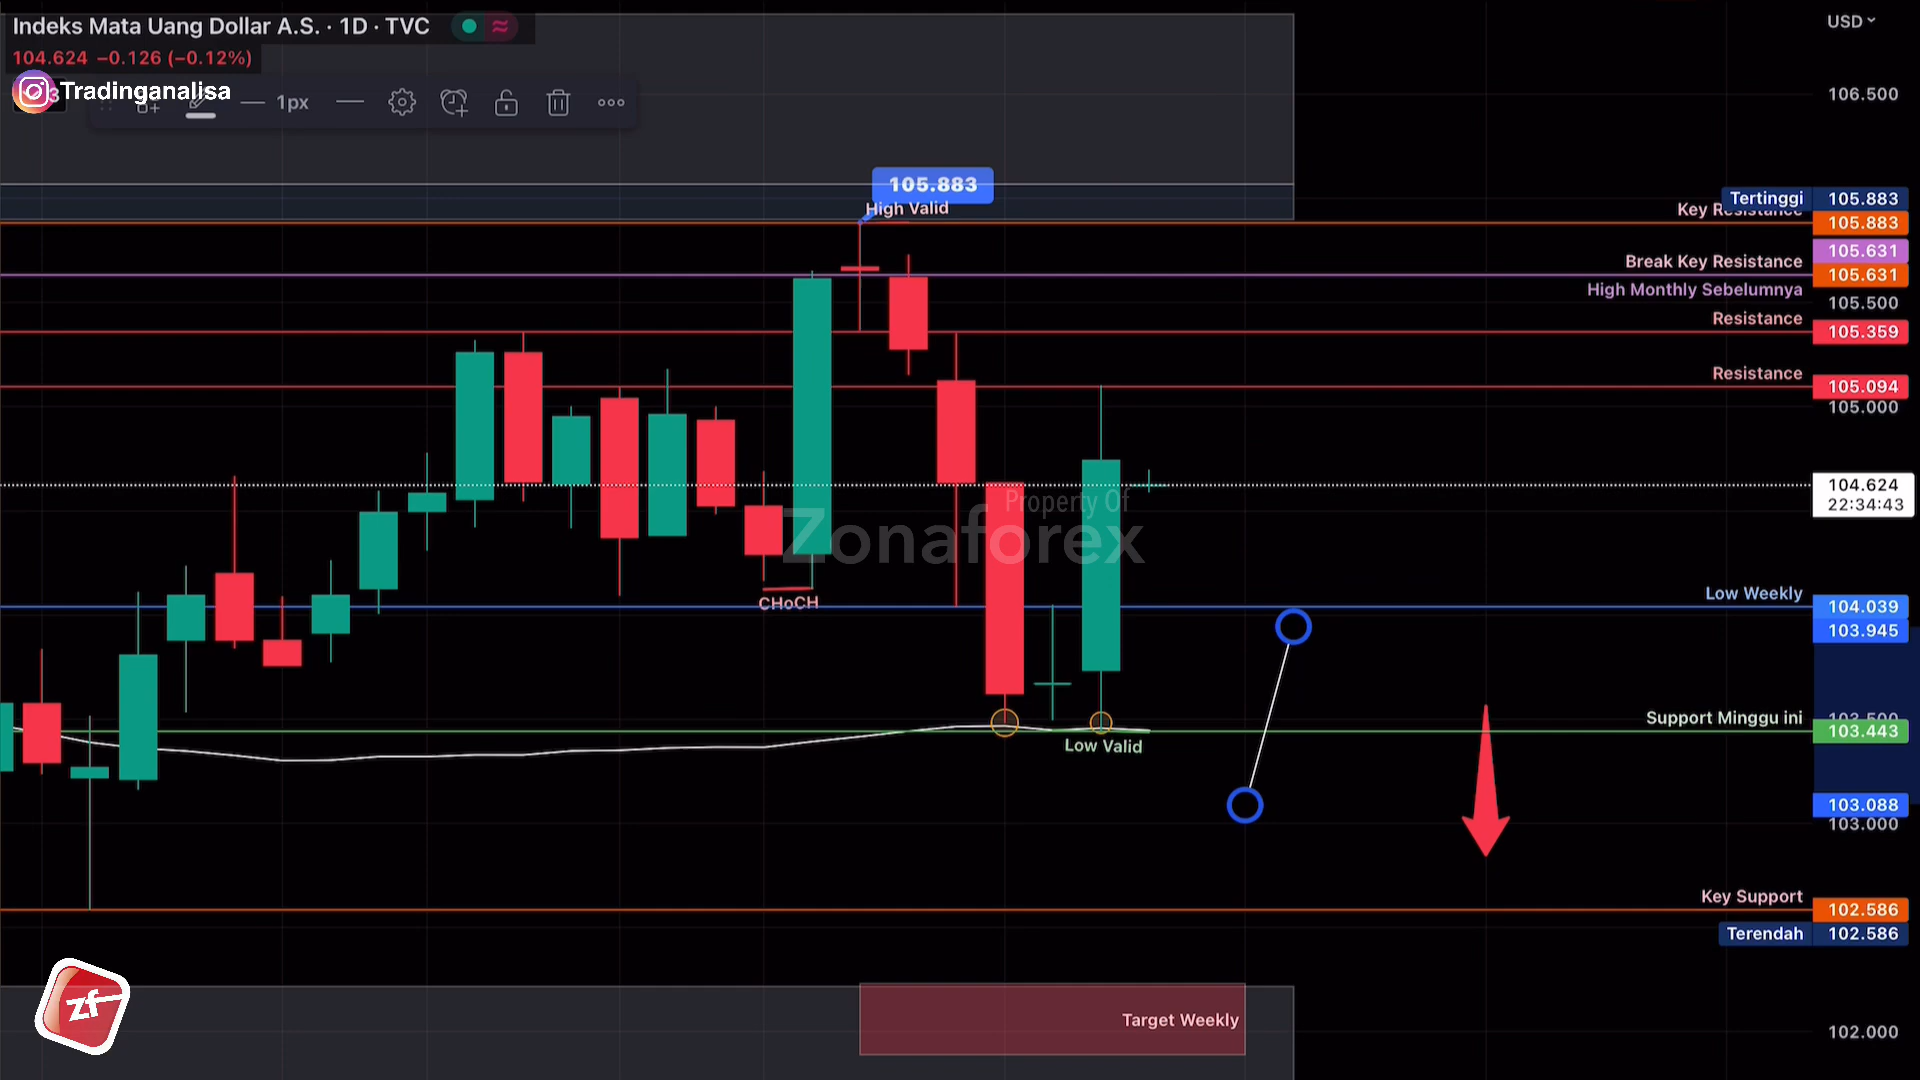 Indeks Mata Uang Dollar A.S. · 1D · TVC
104.624 −0.126 (−0.12%)
Tradinganalisa
1px
USD
106.500
105.883
High Valid
Tertinggi 105.883
Key Resistance 105.883
105.631
Break Key Resistance 105.631
High Monthly Sebelumnya
105.500
Resistance
105.359
Resistance
105.094
105.000
104.624
22:34:43
Property Of
Zonaforex
CHoCH
Low Weekly
104.039
103.945
Support Minggu ini
103.500
103.443
Low Valid
103.088
103.000
Key Support
102.586
Terendah 102.586
zf
Target Weekly
102.000